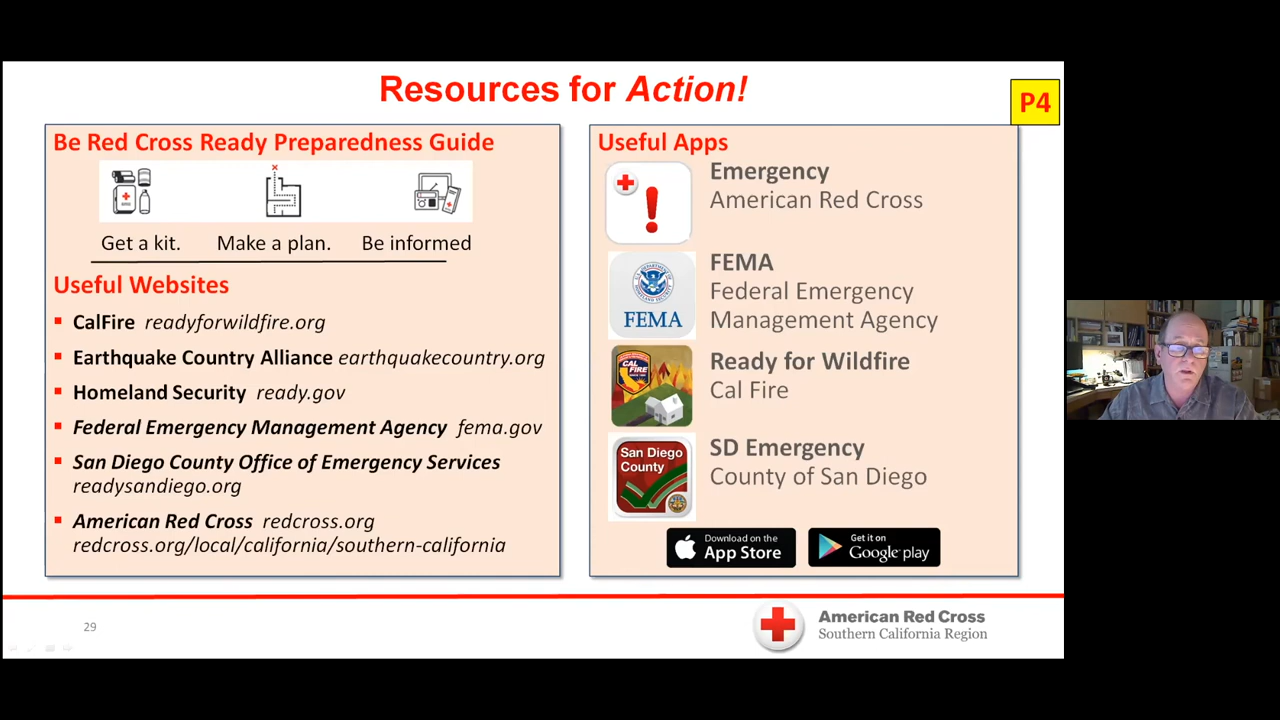 Resources for Action!
P4
Be Red Cross Ready Preparedness Guide
Get a kit.
Make a plan.
Be informed
Useful Websites
CalFire readyforwildfire.org
Earthquake Country Alliance earthquakecountry.org
Homeland Security ready.gov
Federal Emergency Management Agency fema.gov
San Diego County Office of Emergency Services
readysandiego.org
American Red Cross redcross.org
redcross.org/local/california/southern-california
Useful Apps
Emergency
American Red Cross
FEMA
FEMA
Federal Emergency
Management Agency
CAL
FIRE
Ready for Wildfire
Cal Fire
San Diego
County
SD Emergency
County of San Diego
Download on the
App Store
Get it on
Google play
29
American Red Cross
Southern California Region